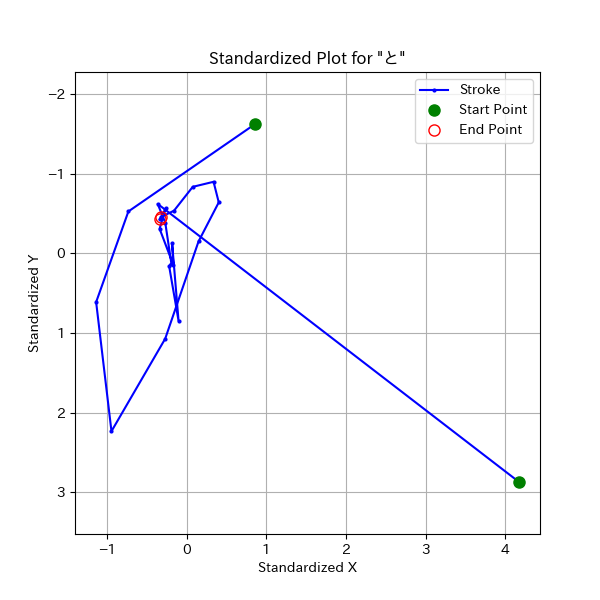 Standardized Plot for "と"
Stroke
Start Point
End Point
Standardized Y
−2
−1
0
1
2
3
−1
0
1
2
3
4
Standardized X